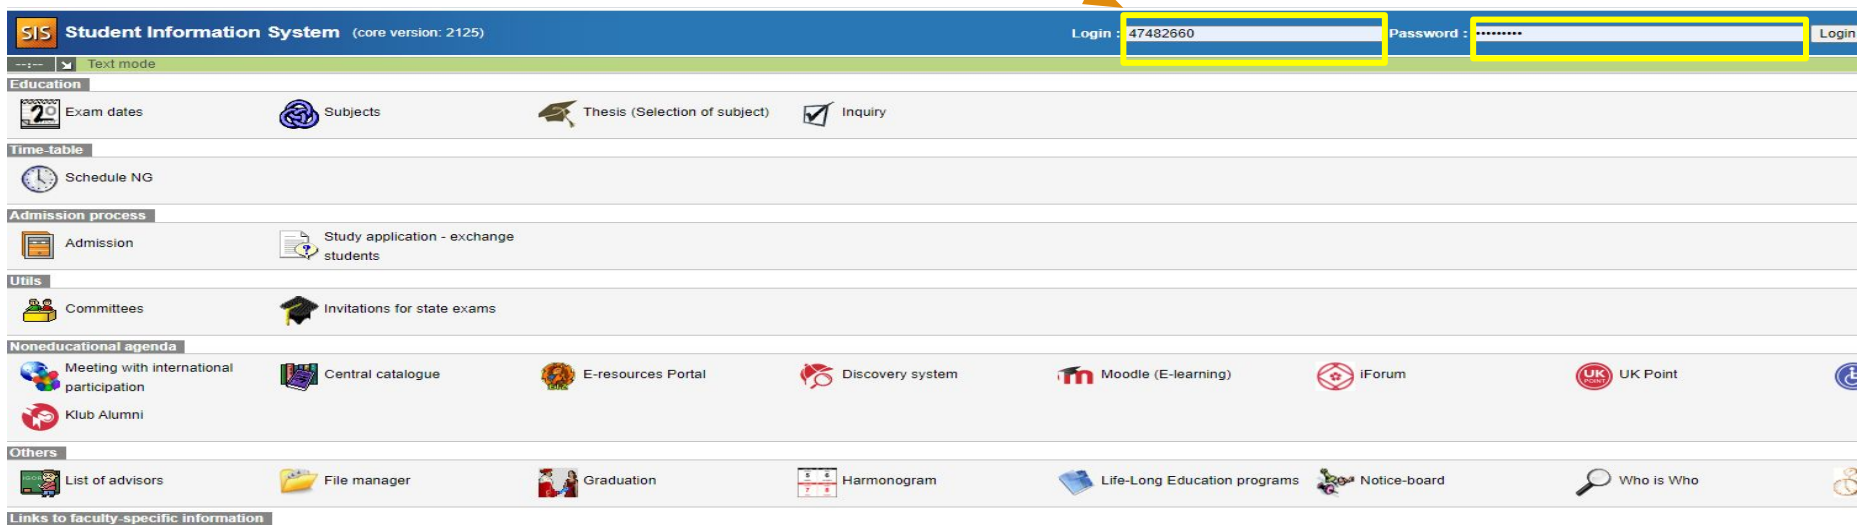 SIS Student Information System (core version: 2125) Login : 47482660 Password : ••••••••• Login
--:-- Text mode
Education
Exam dates Subjects Thesis (Selection of subject) Inquiry
Time-table
Schedule NG
Admission process
Admission Study application - exchange
students
Utils
Committees Invitations for state exams
Noneducational agenda
Meeting with international
participation Central catalogue E-resources Portal Discovery system Moodle (E-learning) iForum UK POINT UK Point
Klub Alumni
Others
List of advisors File manager Graduation Harmonogram Life-Long Education programs Notice-board Who is Who
Links to faculty-specific information